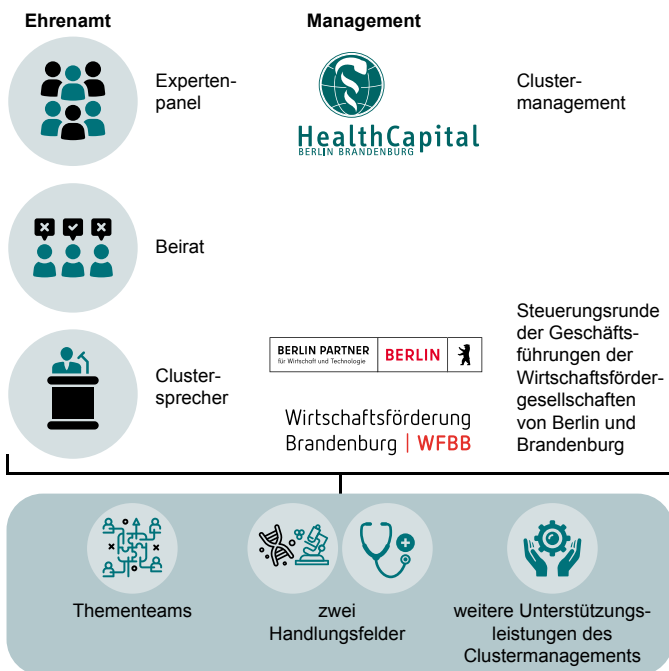 Ehrenamt
Management
Experten-
panel
HealthCapital
BERLIN BRANDENBURG
Cluster-
management
Beirat
Cluster-
sprecher
BERLIN PARTNER
für Wirtschaft und Technologie
BERLIN
Wirtschaftsförderung
Brandenburg | WFBB
Steuerungsrunde
der Geschäfts-
führungen der
Wirtschaftsförder-
gesellschaften
von Berlin und
Brandenburg
Thementeams
zwei
Handlungsfelder
weitere Unterstützungs-
leistungen des
Clustermanagements